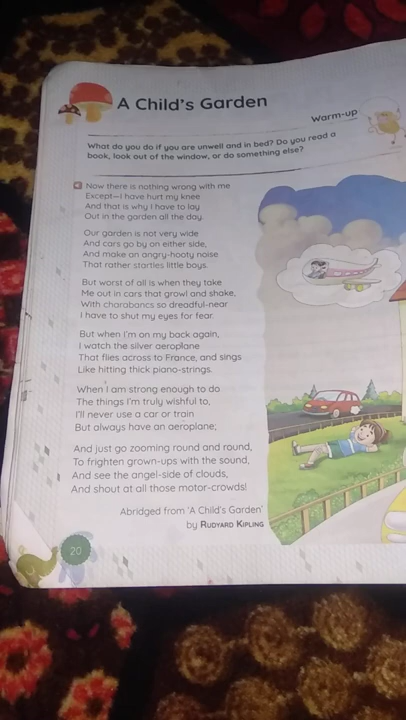 A Child's Garden
Warm-up
What do you do if you are unwell and in bed? Do you read a
book, look out of the window, or do something else?
Now there is nothing wrong with me
Except—I have hurt my knee
And that is why I have to lay
Out in the garden all the day.
Our garden is not very wide
And cars go by on either side,
And make an angry-hooty noise
That rather startles little boys.
But worst of all is when they take
Me out in cars that growl and shake,
With charabancs so dreadful-near
I have to shut my eyes for fear.
But when I'm on my back again,
I watch the silver aeroplane
That flies across to France, and sings
Like hitting thick piano-strings.
When I am strong enough to do
The things I'm truly wishful to,
I'll never use a car or train
But always have an aeroplane;
And just go zooming round and round,
To frighten grown-ups with the sound,
And see the angel-side of clouds,
And shout at all those motor-crowds!
Abridged from 'A Child's Garden'
by RUDYARD KIPLING
20